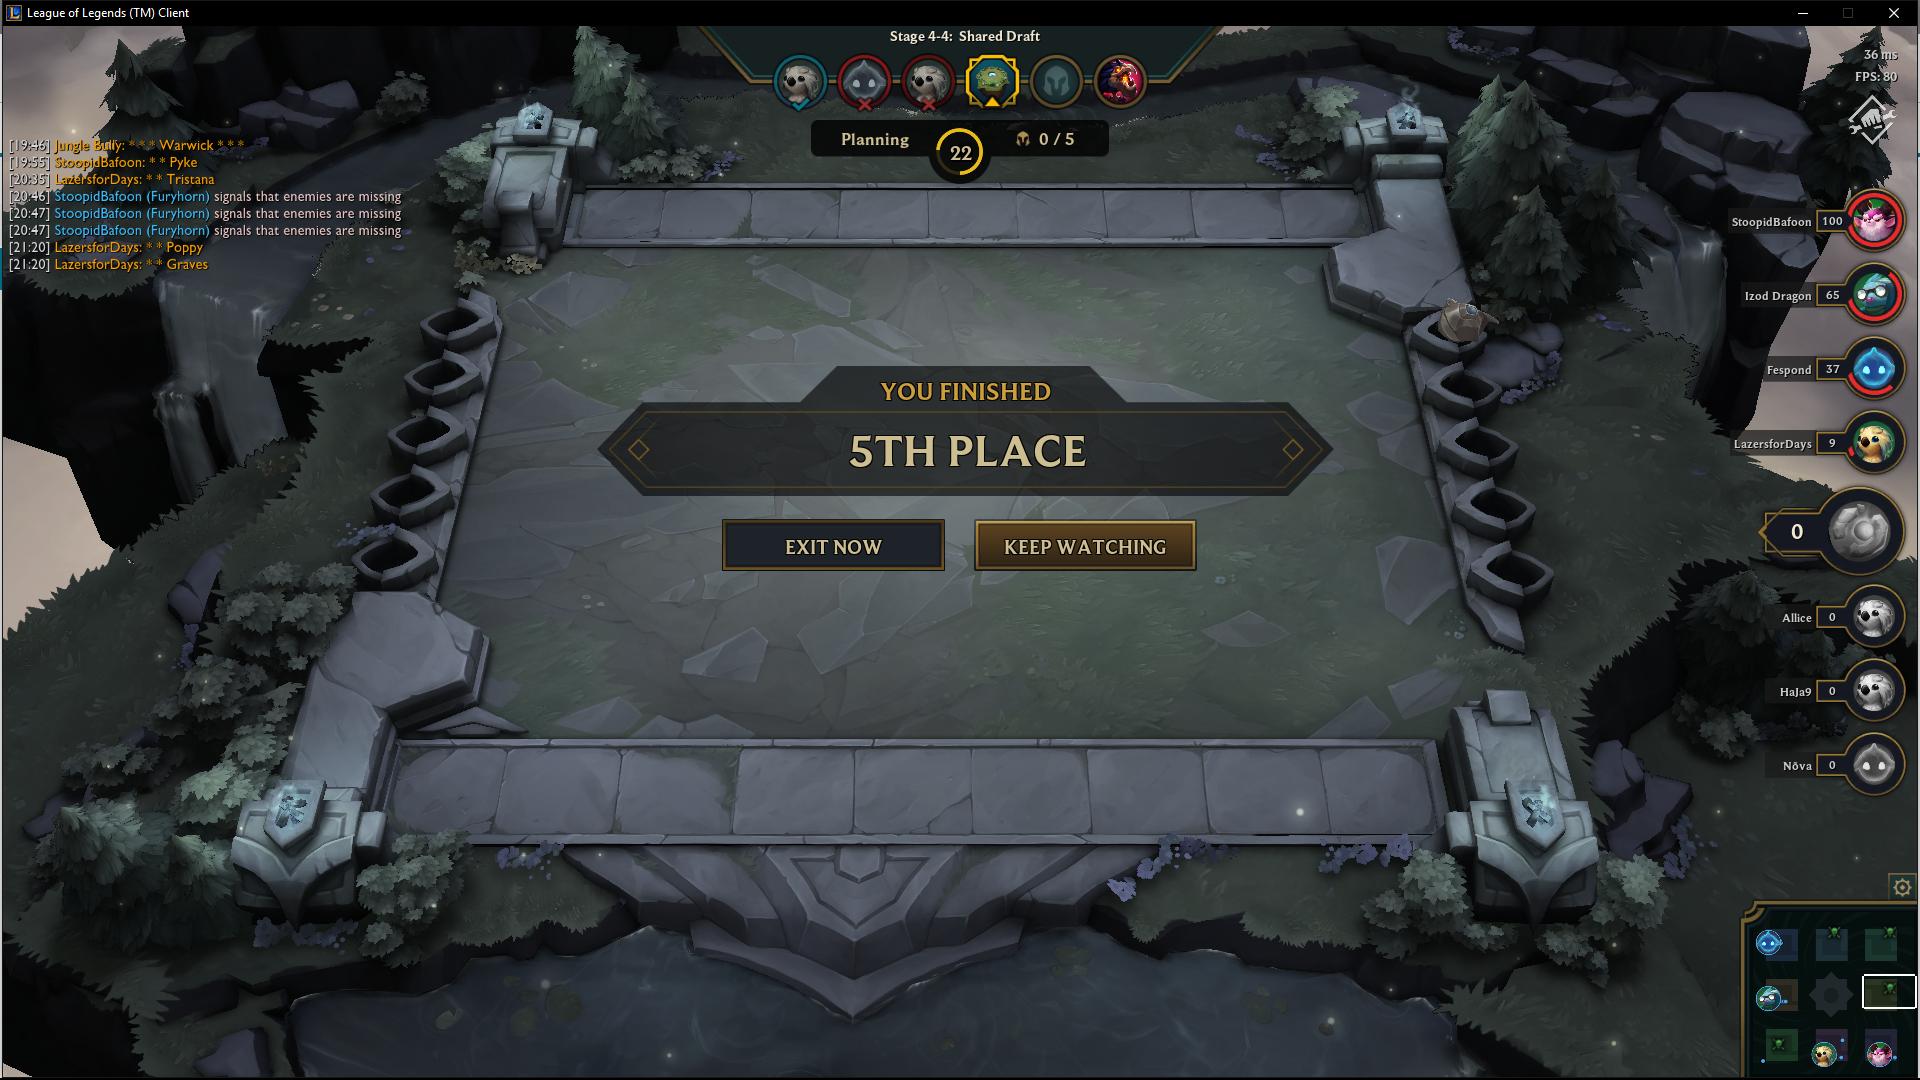 League of Legends (TM) Client
Stage 4-4: Shared Draft
36 ms
FPS: 80
Planning
22
0 / 5
[19:46] Jungle Bully: * * * Warwick * * *
[19:55] StoopidBafoon: * * Pyke
[20:35] LazersforDays: * * Tristana
[20:46] StoopidBafoon (Furyhorn) signals that enemies are missing
[20:47] StoopidBafoon (Furyhorn) signals that enemies are missing
[20:47] StoopidBafoon (Furyhorn) signals that enemies are missing
[21:20] LazersforDays: * * Poppy
[21:20] LazersforDays: * * Graves
StoopidBafoon 100
Izod Dragon 65
Fespond 37
LazersforDays 9
0
Allice 0
HaJa9 0
Nōva 0
YOU FINISHED
5TH PLACE
EXIT NOW
KEEP WATCHING